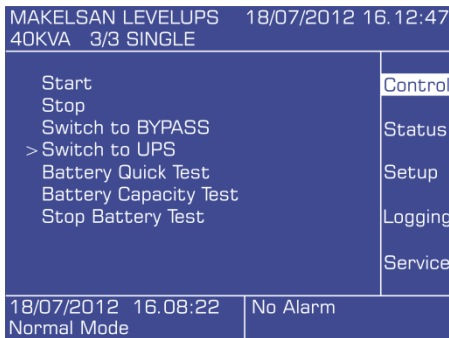 MAKELSAN LEVELUPS 18/07/2012 16.12:47
40KVA 3/3 SINGLE
Start
Stop
Switch to BYPASS
>Switch to UPS
Battery Quick Test
Battery Capacity Test
Stop Battery Test
Control
Status
Setup
Logging
Service
18/07/2012 16.08:22
Normal Mode
No Alarm